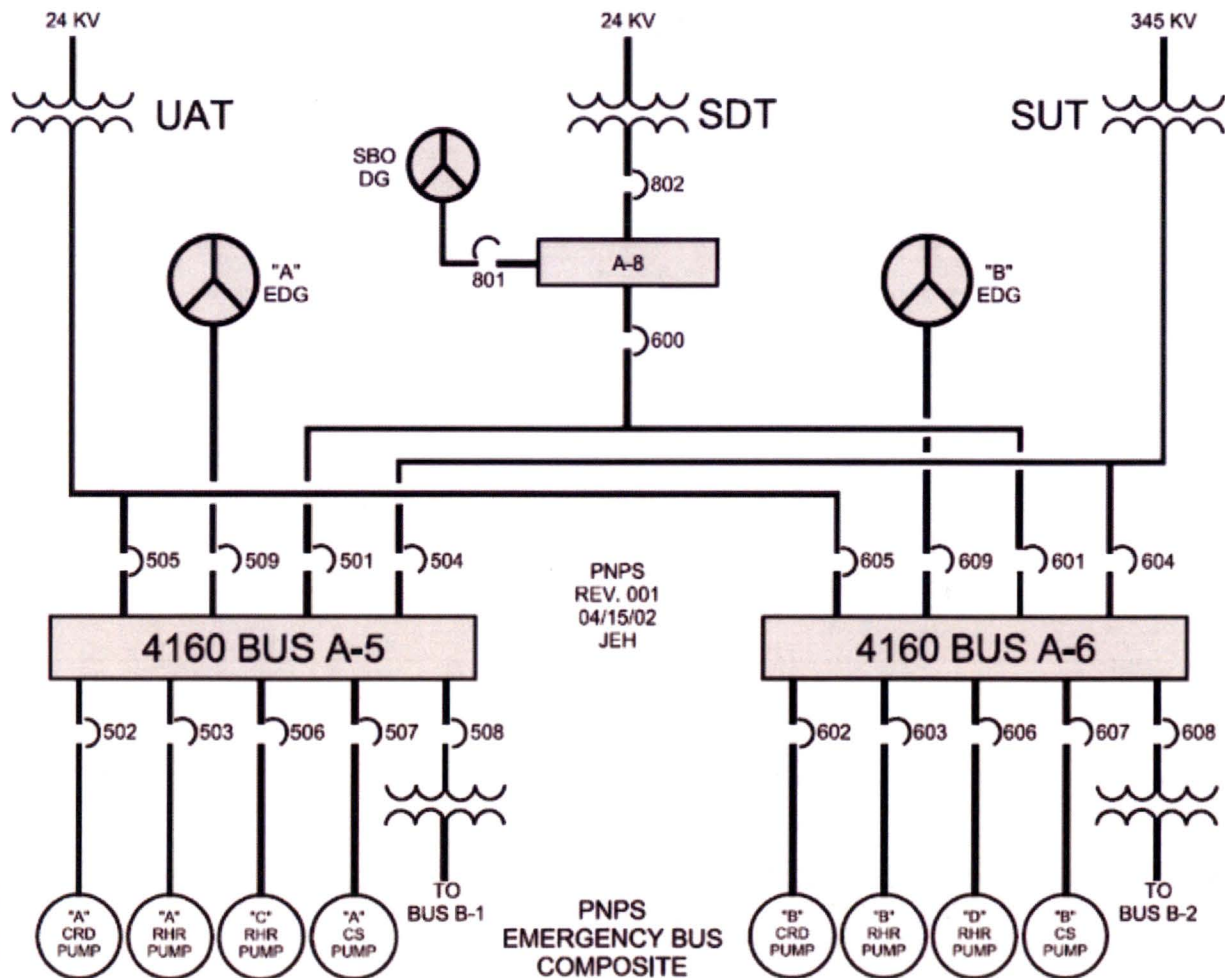 24 KV
24 KV
345 KV
UAT
SDT
SUT
SBO
DG
802
"A"
EDG
801
A-8
"B"
EDG
600
505
509
501
504
605
609
601
604
PNPS
REV. 001
04/15/02
JEH
4160 BUS A-5
4160 BUS A-6
502
503
506
507
508
602
603
606
607
608
"A"
CRD
PUMP
"A"
RHR
PUMP
"C"
RHR
PUMP
"A"
CS
PUMP
TO
BUS B-1
PNPS
EMERGENCY BUS
COMPOSITE
"B"
CRD
PUMP
"B"
RHR
PUMP
"D"
RHR
PUMP
"B"
CS
PUMP
TO
BUS B-2